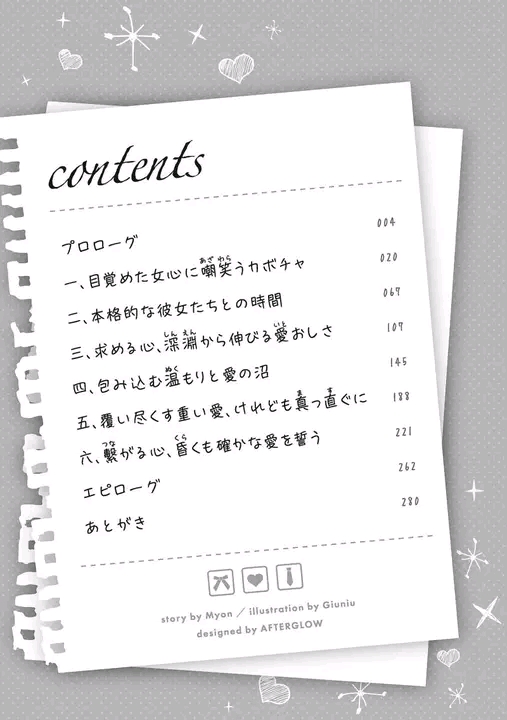 contents
プロローグ 004
一、目覚めた女心に嘲笑うカボチャ 020
二、本格的な彼女たちとの時間 067
三、求める心、深淵から伸びる愛おしさ 107
四、包み込む温もりと愛の沼 145
五、覆い尽くす重い愛、けれども真っ直ぐに 188
六、繋がる心、昏くも確かな愛を誓う 221
エピローグ 262
あとがき 280
story by Myon / illustration by Giuniu
designed by AFTERGLOW